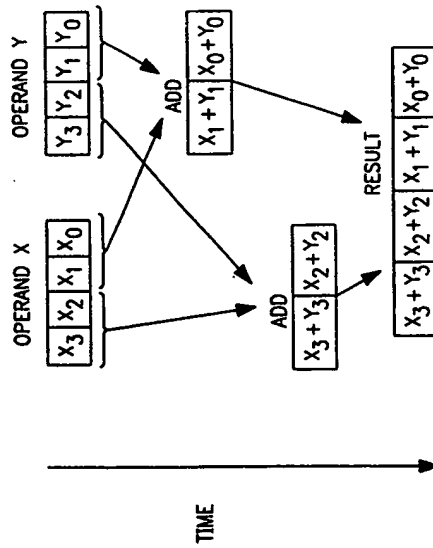 OPERAND X
OPERAND Y
X3 X2 X1 X0
Y3 Y2 Y1 Y0
TIME
ADD
X1+Y1 X0+Y0
ADD
X3+Y3 X2+Y2
RESULT
X3+Y3 X2+Y2 X1+Y1 X0+Y0